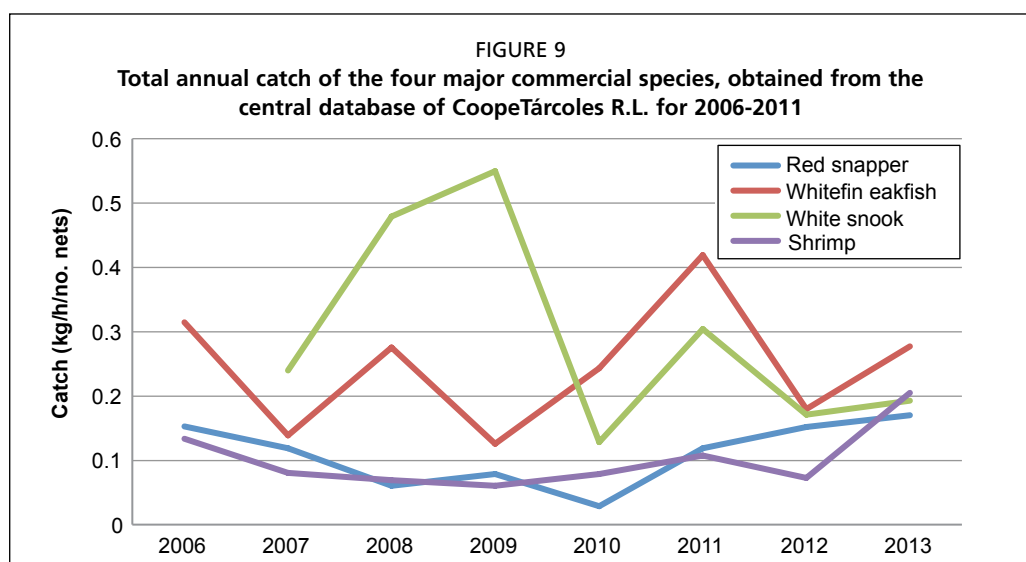 FIGURE 9
Total annual catch of the four major commercial species, obtained from the
central database of CoopeTárcoles R.L. for 2006-2011
0.6
0.5
0.4
0.3
0.2
0.1
0
Catch (kg/h/no. nets)
Red snapper
Whitefin eakfish
White snook
Shrimp
2006 2007 2008 2009 2010 2011 2012 2013